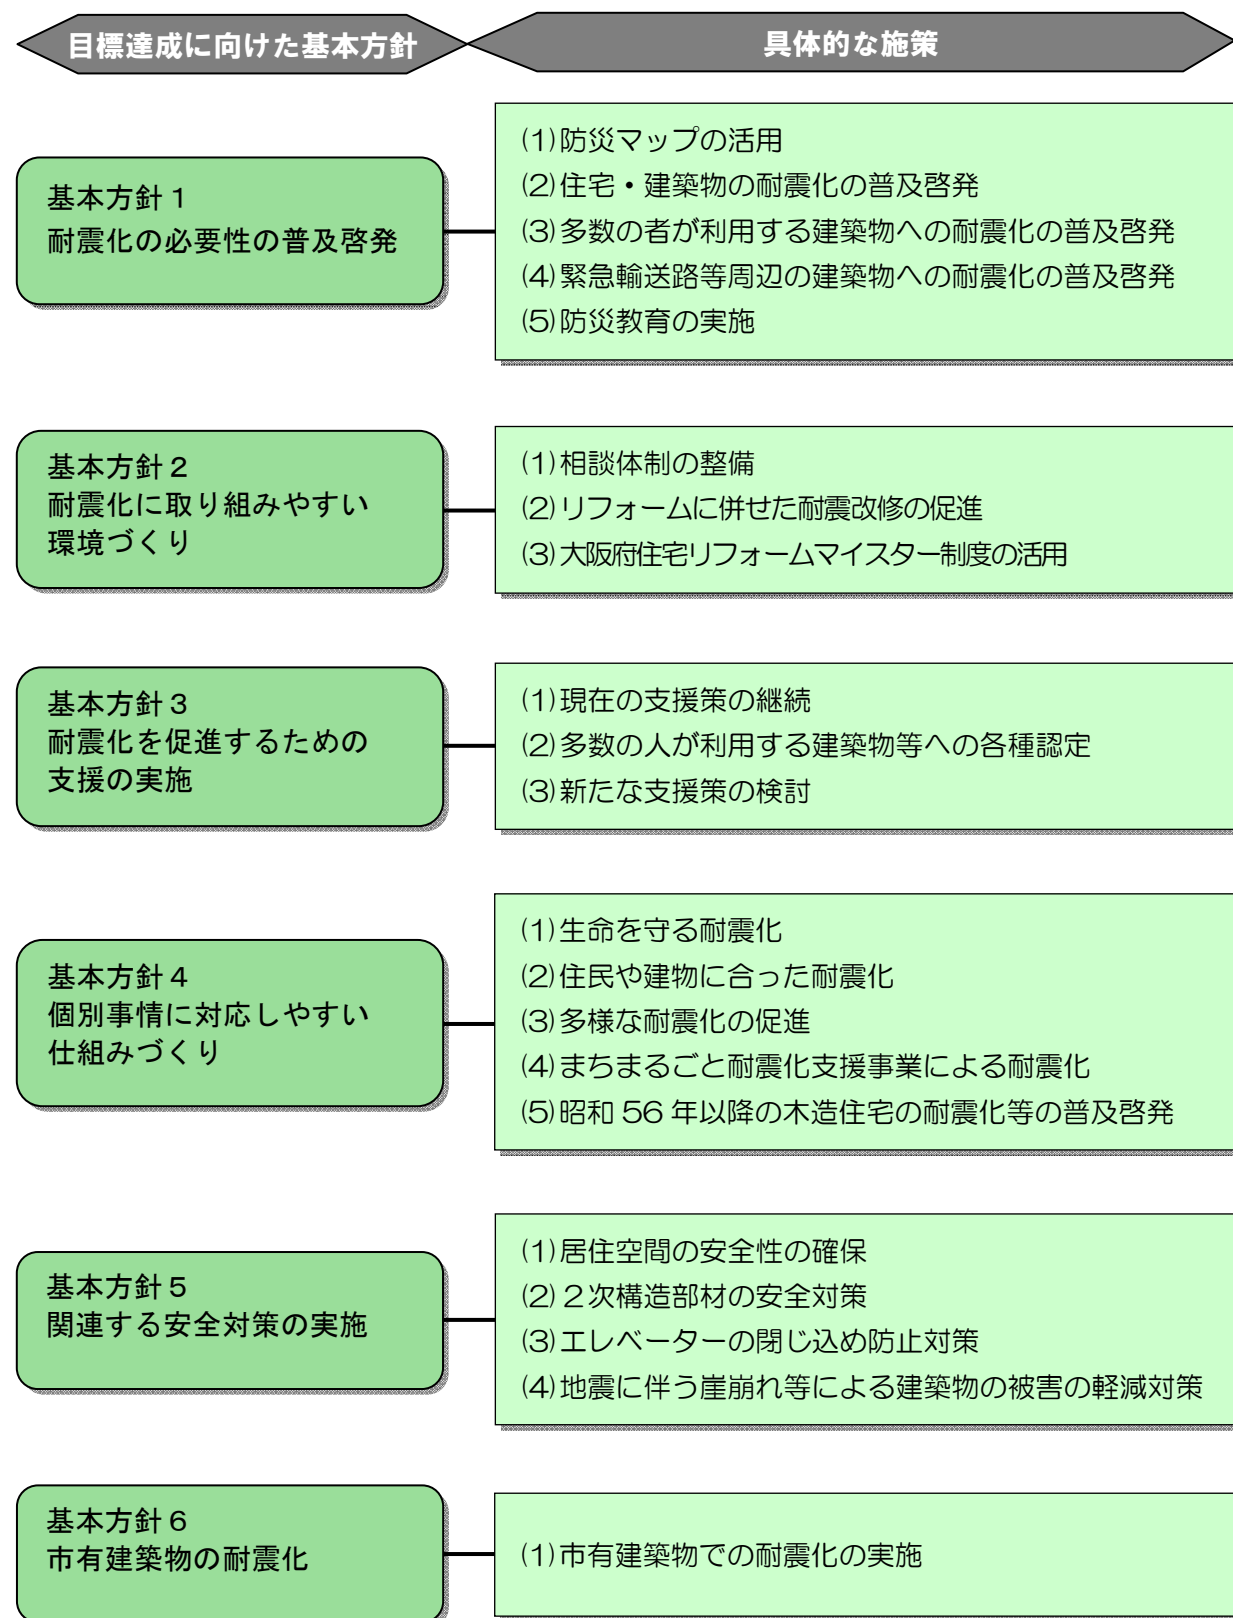 目標達成に向けた基本方針
具体的な施策
基本方針１
耐震化の必要性の普及啓発
(1)防災マップの活用
(2)住宅・建築物の耐震化の普及啓発
(3)多数の者が利用する建築物への耐震化の普及啓発
(4)緊急輸送路等周辺の建築物への耐震化の普及啓発
(5)防災教育の実施
基本方針２
耐震化に取り組みやすい
環境づくり
(1)相談体制の整備
(2)リフォームに併せた耐震改修の促進
(3)大阪府住宅リフォームマイスター制度の活用
基本方針３
耐震化を促進するための
支援の実施
(1)現在の支援策の継続
(2)多数の人が利用する建築物等への各種認定
(3)新たな支援策の検討
基本方針４
個別事情に対応しやすい
仕組みづくり
(1)生命を守る耐震化
(2)住民や建物に合った耐震化
(3)多様な耐震化の促進
(4)まちまるごと耐震化支援事業による耐震化
(5)昭和 56 年以降の木造住宅の耐震化等の普及啓発
基本方針５
関連する安全対策の実施
(1)居住空間の安全性の確保
(2)２次構造部材の安全対策
(3)エレベーターの閉じ込め防止対策
(4)地震に伴う崖崩れ等による建築物の被害の軽減対策
基本方針６
市有建築物の耐震化
(1)市有建築物での耐震化の実施